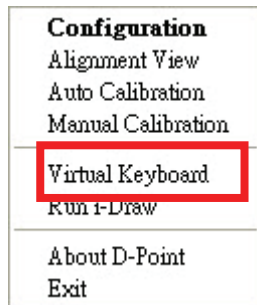 Configuration
Alignment View
Auto Calibration
Manual Calibration
Virtual Keyboard
Run i-Draw
About D-Point
Exit